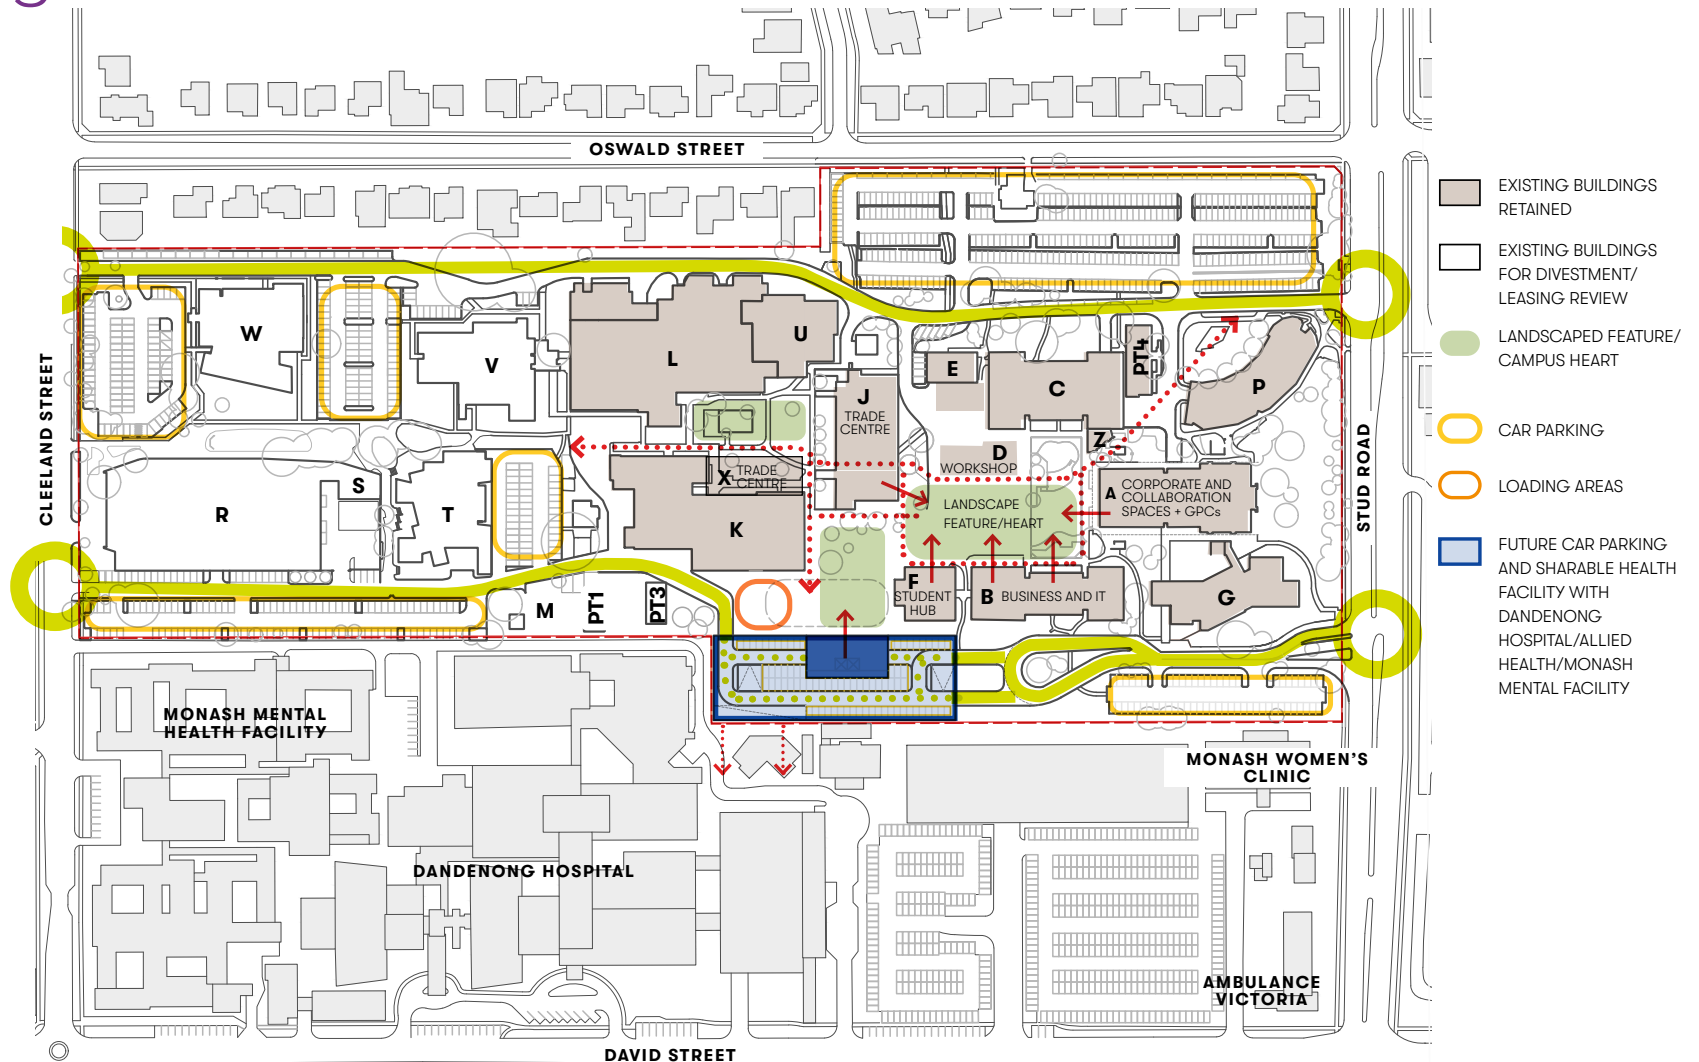 OSWALD STREET
EXISTING BUILDINGS
RETAINED
EXISTING BUILDINGS
FOR DIVESTMENT/
LEASING REVIEW
LANDSCAPED FEATURE/
CAMPUS HEART
CAR PARKING
LOADING AREAS
FUTURE CAR PARKING
AND SHARABLE HEALTH
FACILITY WITH
DANDENONG
HOSPITAL/ALLIED
HEALTH/MONASH
MENTAL FACILITY
CLEELAND STREET
STUD ROAD
W
V
L
U
J
TRADE
CENTRE
E
C
PT4
P
Z
D
WORKSHOP
X
TRADE
CENTRE
A
CORPORATE AND
COLLABORATION
SPACES + GPCs
LANDSCAPE
FEATURE/HEART
R
S
T
K
F
STUDENT
HUB
B
BUSINESS AND IT
G
M
PT1
PT3
MONASH MENTAL
HEALTH FACILITY
MONASH WOMEN'S
CLINIC
DANDENONG HOSPITAL
AMBULANCE
VICTORIA
DAVID STREET